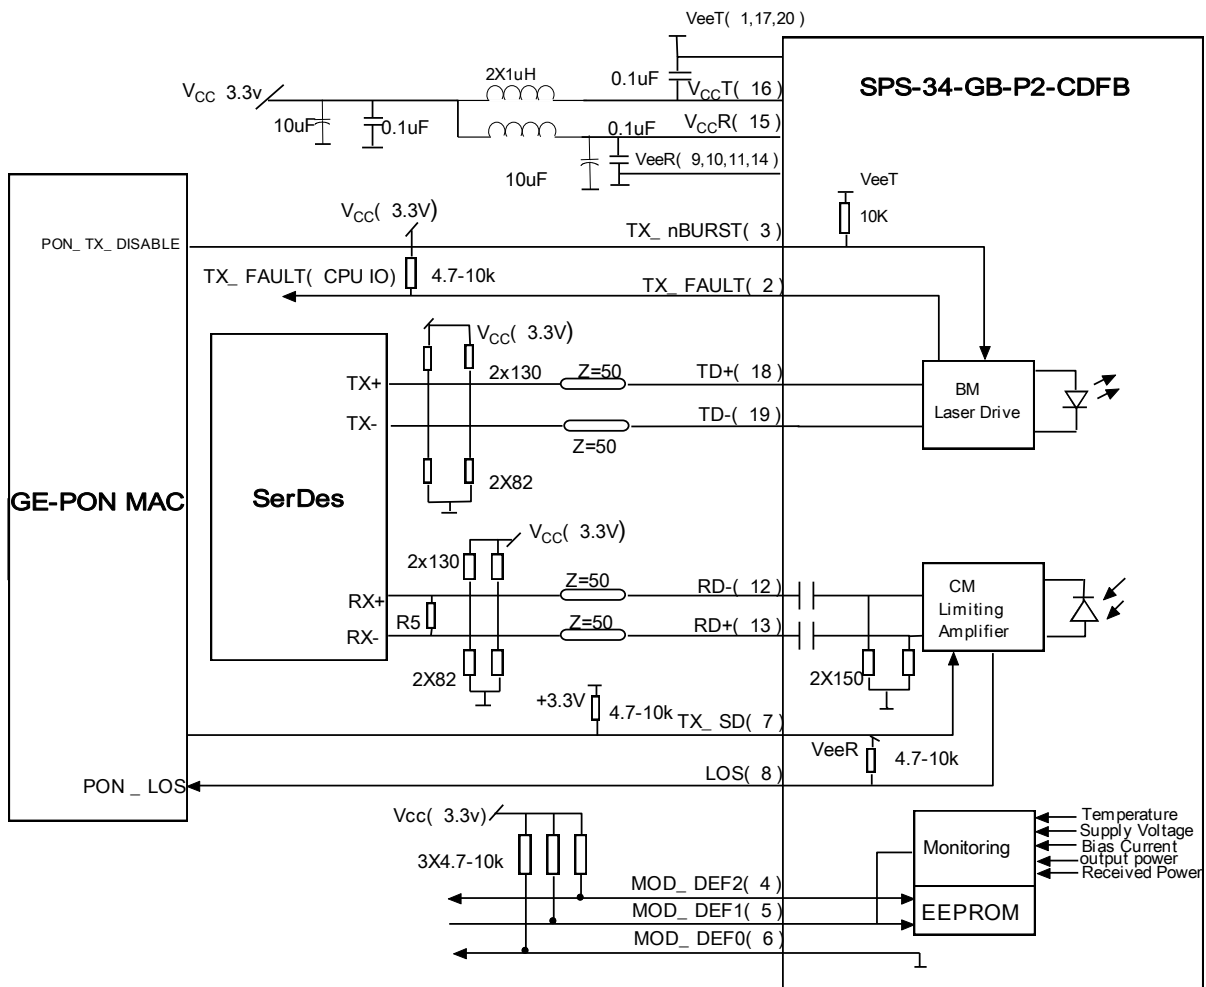 VeeT( 1,17,20 )
SPS-34-GB-P2-CDFB
2X1uH
0.1uF
VCC 3.3v
VCCT( 16 )
10uF
0.1uF
0.1uF
VCCR( 15 )
VeeR( 9,10,11,14 )
10uF
VeeT
10K
VCC( 3.3V)
PON_ TX_ DISABLE
TX_ nBURST( 3 )
TX_ FAULT( CPU IO)
4.7-10k
TX_ FAULT( 2 )
VCC( 3.3V)
TX+
2x130
Z=50
TD+( 18 )
BM
Laser Drive
TX-
Z=50
TD-( 19 )
2X82
GE-PON MAC
SerDes
VCC( 3.3V)
2x130
Z=50
RD-( 12 )
CM
Limiting
Amplifier
RX+
R5
RX-
Z=50
RD+( 13 )
2X82
2X150
+3.3V
4.7-10k
TX_ SD( 7 )
VeeR
4.7-10k
PON _ LOS
LOS( 8 )
Vcc( 3.3v)
3X4.7-10k
Monitoring
Temperature
Supply Voltage
Bias Current
output power
Received Power
MOD_ DEF2( 4 )
MOD_ DEF1( 5 )
EEPROM
MOD_ DEF0( 6 )